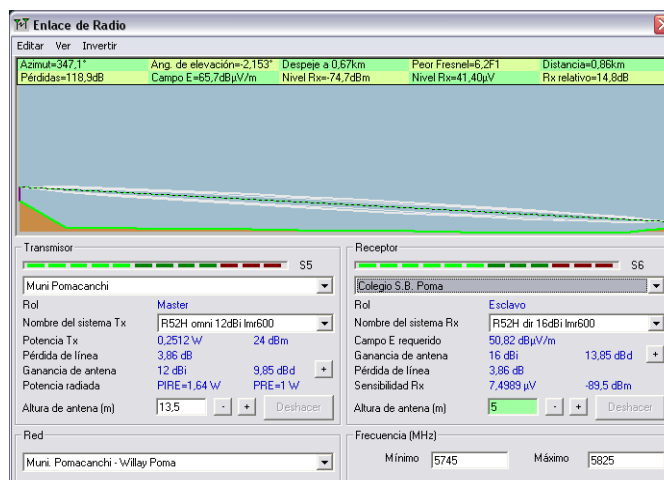 Enlace de Radio
Editar Ver Invertir
Azimut=347,1° Ang. de elevación=-2,153° Despeje a 0,67km Peor Fresnel=6,2F1 Distancia=0,86km
Pérdidas=118,9dB Campo E=65,7dBµV/m Nivel Rx=-74,7dBm Nivel Rx=41,40µV Rx relativo=14,8dB
Transmisor
S5
Muni Pomacanchi
Rol Master
Nombre del sistema Tx R52H omni 12dBi lmr600
Potencia Tx 0,2512 W 24 dBm
Pérdida de línea 3,86 dB
Ganancia de antena 12 dBi 9,85 dBd +
Potencia radiada PIRE=1,64 W PRE=1 W
Altura de antena (m) 13,5 - + Deshacer
Receptor
S6
Colegio S.B. Poma
Rol Esclavo
Nombre del sistema Rx R52H dir 16dBi lmr600
Campo E requerido 50,82 dBµV/m
Ganancia de antena 16 dBi 13,85 dBd +
Pérdida de línea 3,86 dB
Sensibilidad Rx 7,4989 µV -89,5 dBm
Altura de antena (m) 5 - + Deshacer
Red
Muni. Pomacanchi - Willay Poma
Frecuencia (MHz)
Mínimo 5745 Máximo 5825